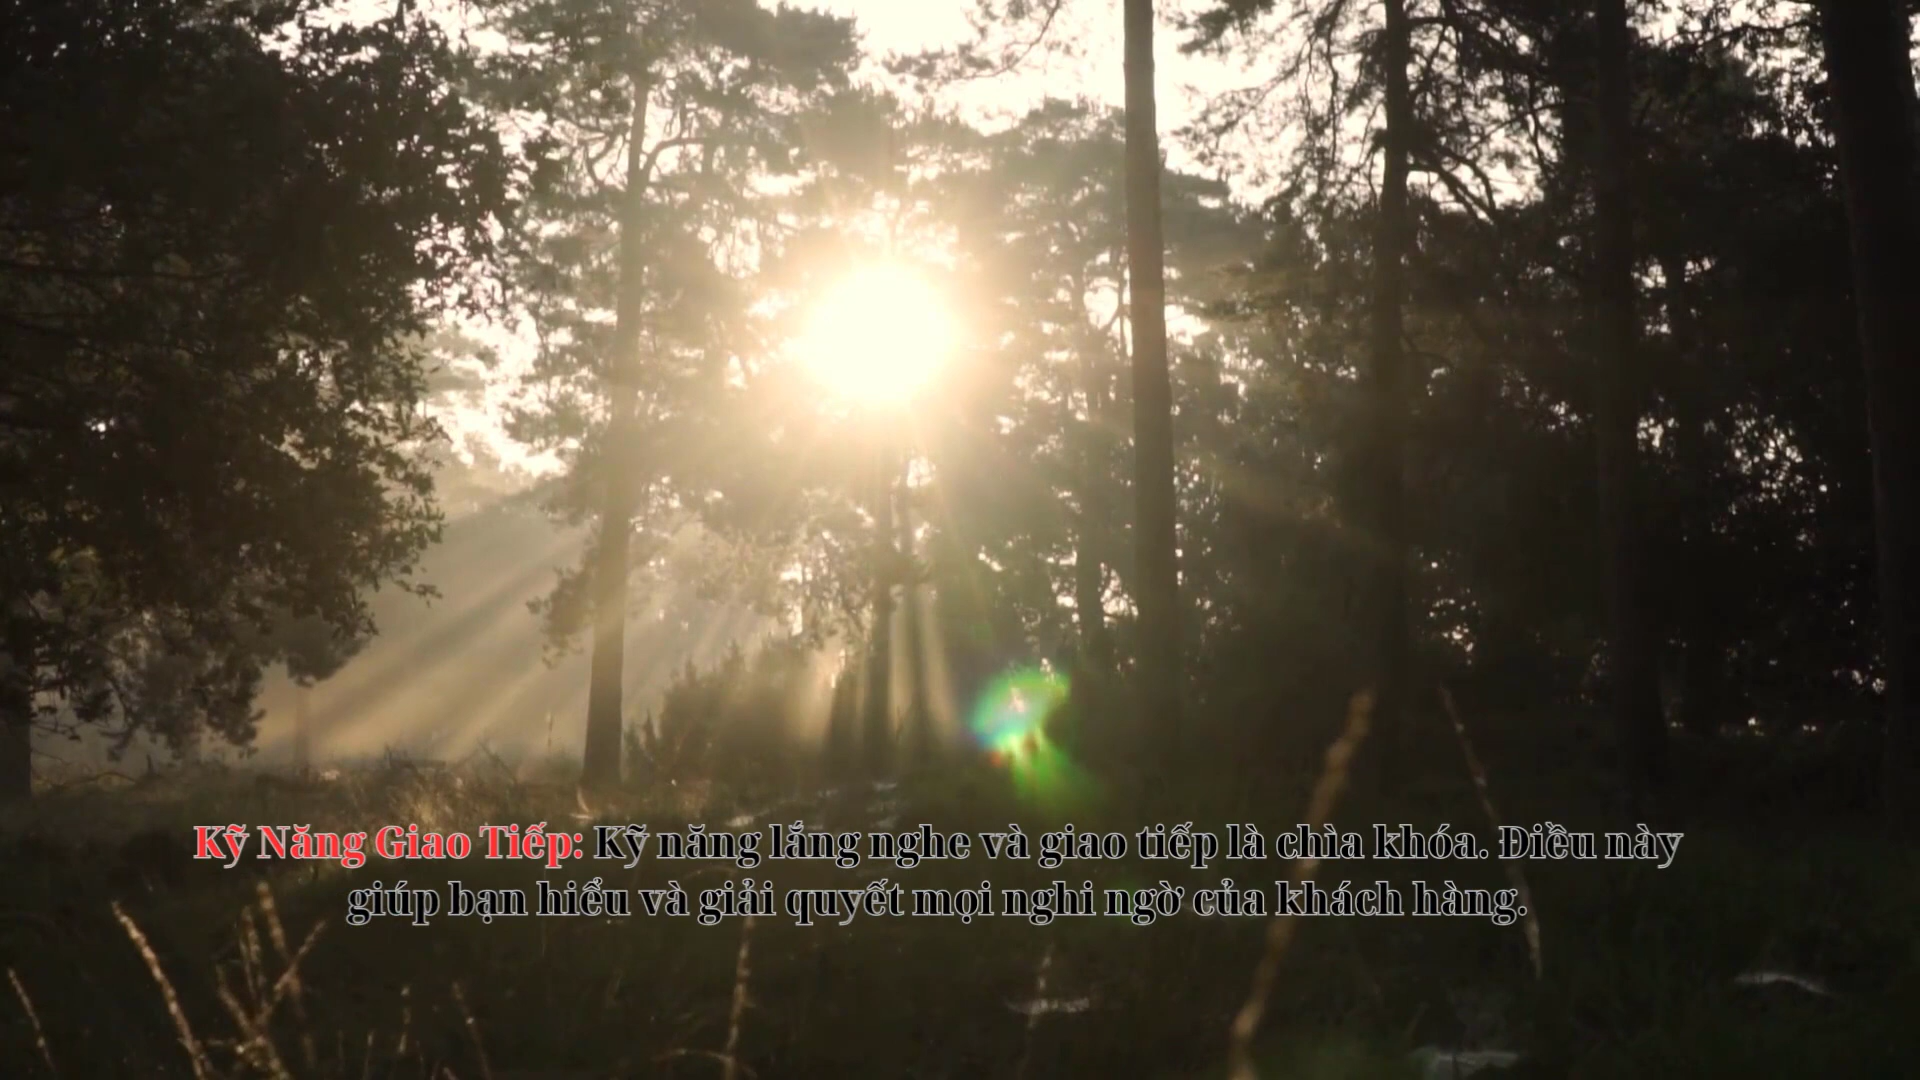 Kỹ Năng Giao Tiếp: Kỹ năng lắng nghe và giao tiếp là chìa khóa. Điều này
giúp bạn hiểu và giải quyết mọi nghi ngờ của khách hàng.